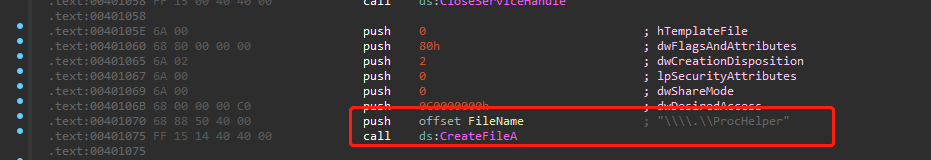 .text:00401058 FF 15 00 40 40 00 call ds:CloseServiceHandle
.text:00401058
.text:0040105E 6A 00 push 0 ; hTemplateFile
.text:00401060 68 80 00 00 00 push 80h ; dwFlagsAndAttributes
.text:00401065 6A 02 push 2 ; dwCreationDisposition
.text:00401067 6A 00 push 0 ; lpSecurityAttributes
.text:00401069 6A 00 push 0 ; dwShareMode
.text:0040106B 68 00 00 00 C0 push 0C0000000h ; dwDesiredAccess
.text:00401070 68 88 50 40 00 push offset FileName ; "\\\\.\\ProcHelper"
.text:00401075 FF 15 14 40 40 00 call ds:CreateFileA
.text:00401075